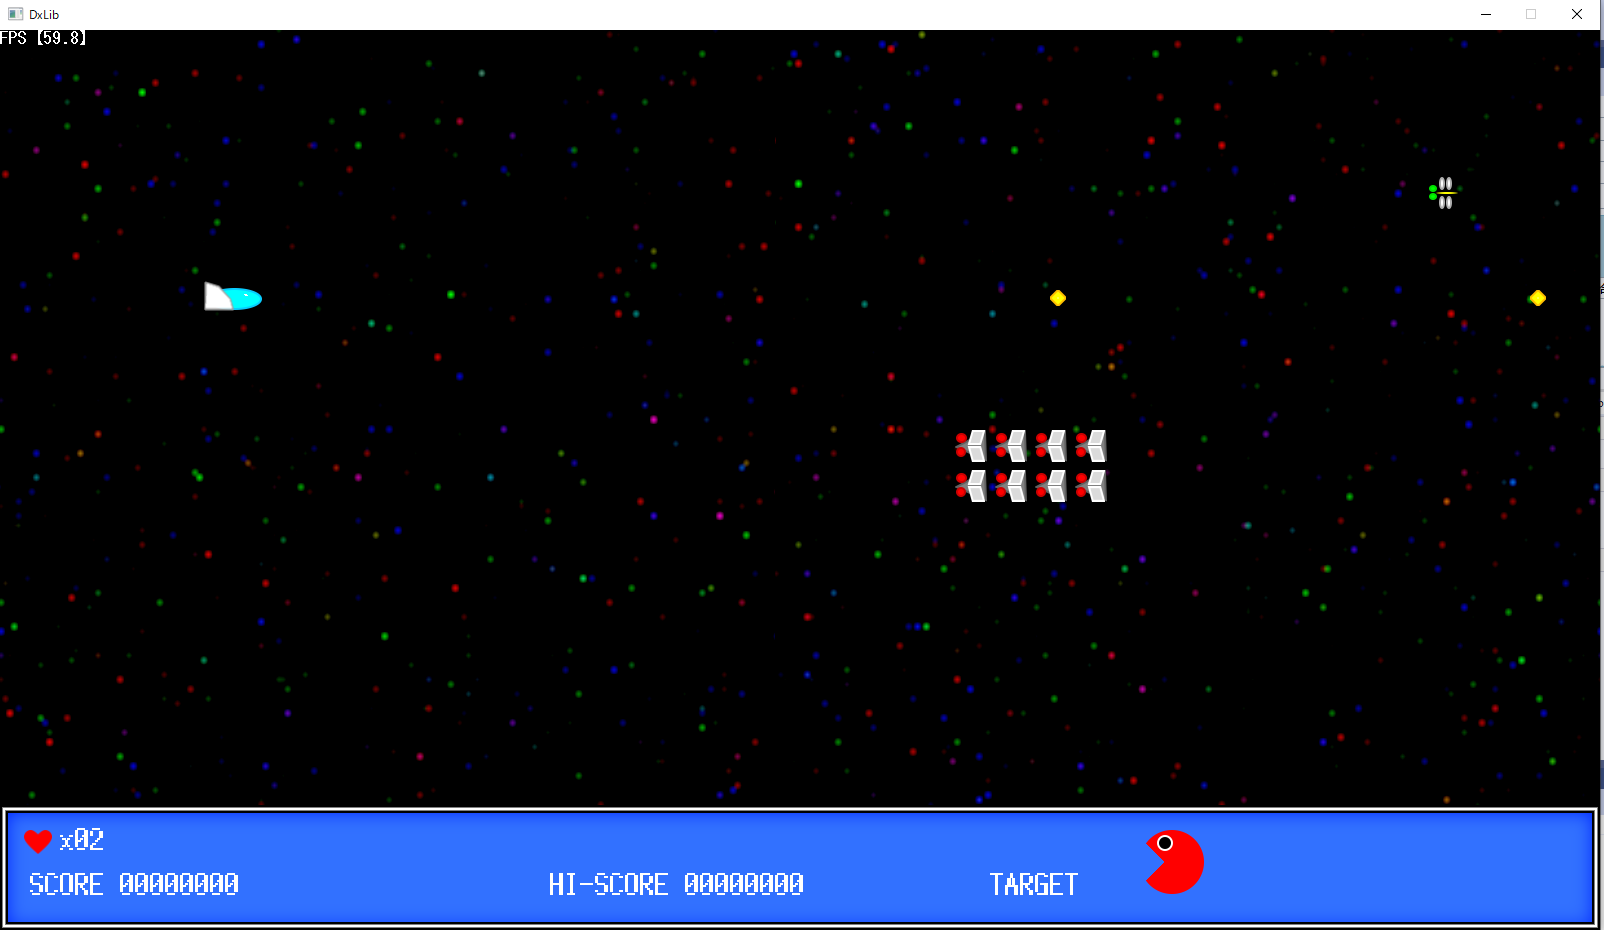 DxLib
FPS【59.8】
x02
SCORE 00000000
HI-SCORE 00000000
TARGET